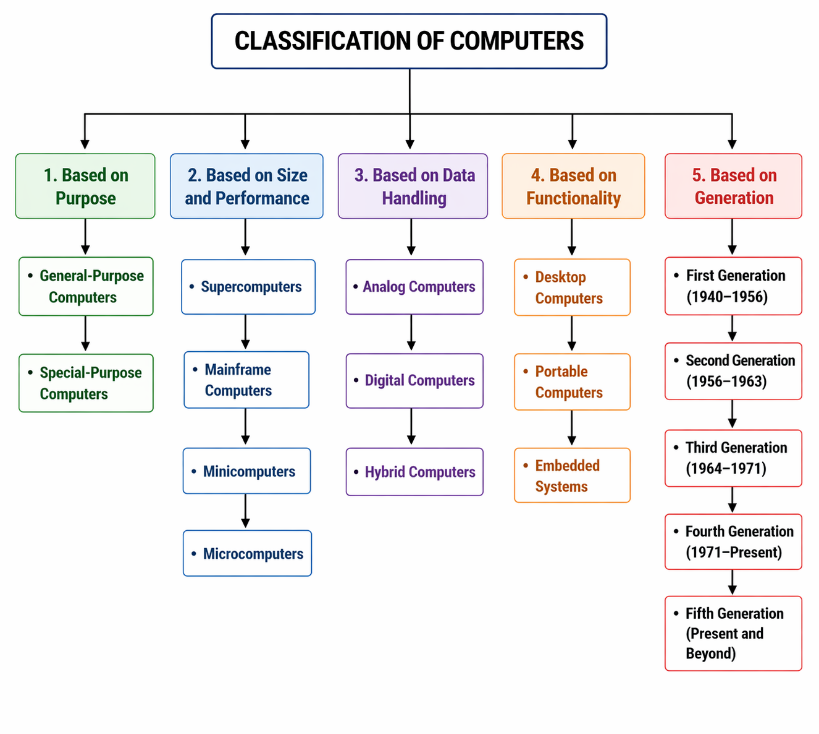 CLASSIFICATION OF COMPUTERS
1. Based on
Purpose
• General-Purpose
Computers
• Special-Purpose
Computers
2. Based on Size
and Performance
• Supercomputers
• Mainframe
Computers
• Minicomputers
• Microcomputers
3. Based on Data
Handling
• Analog Computers
• Digital Computers
• Hybrid Computers
4. Based on
Functionality
• Desktop
Computers
• Portable
Computers
• Embedded
Systems
5. Based on
Generation
• First Generation
(1940–1956)
• Second Generation
(1956–1963)
• Third Generation
(1964–1971)
• Fourth Generation
(1971–Present)
• Fifth Generation
(Present and
Beyond)